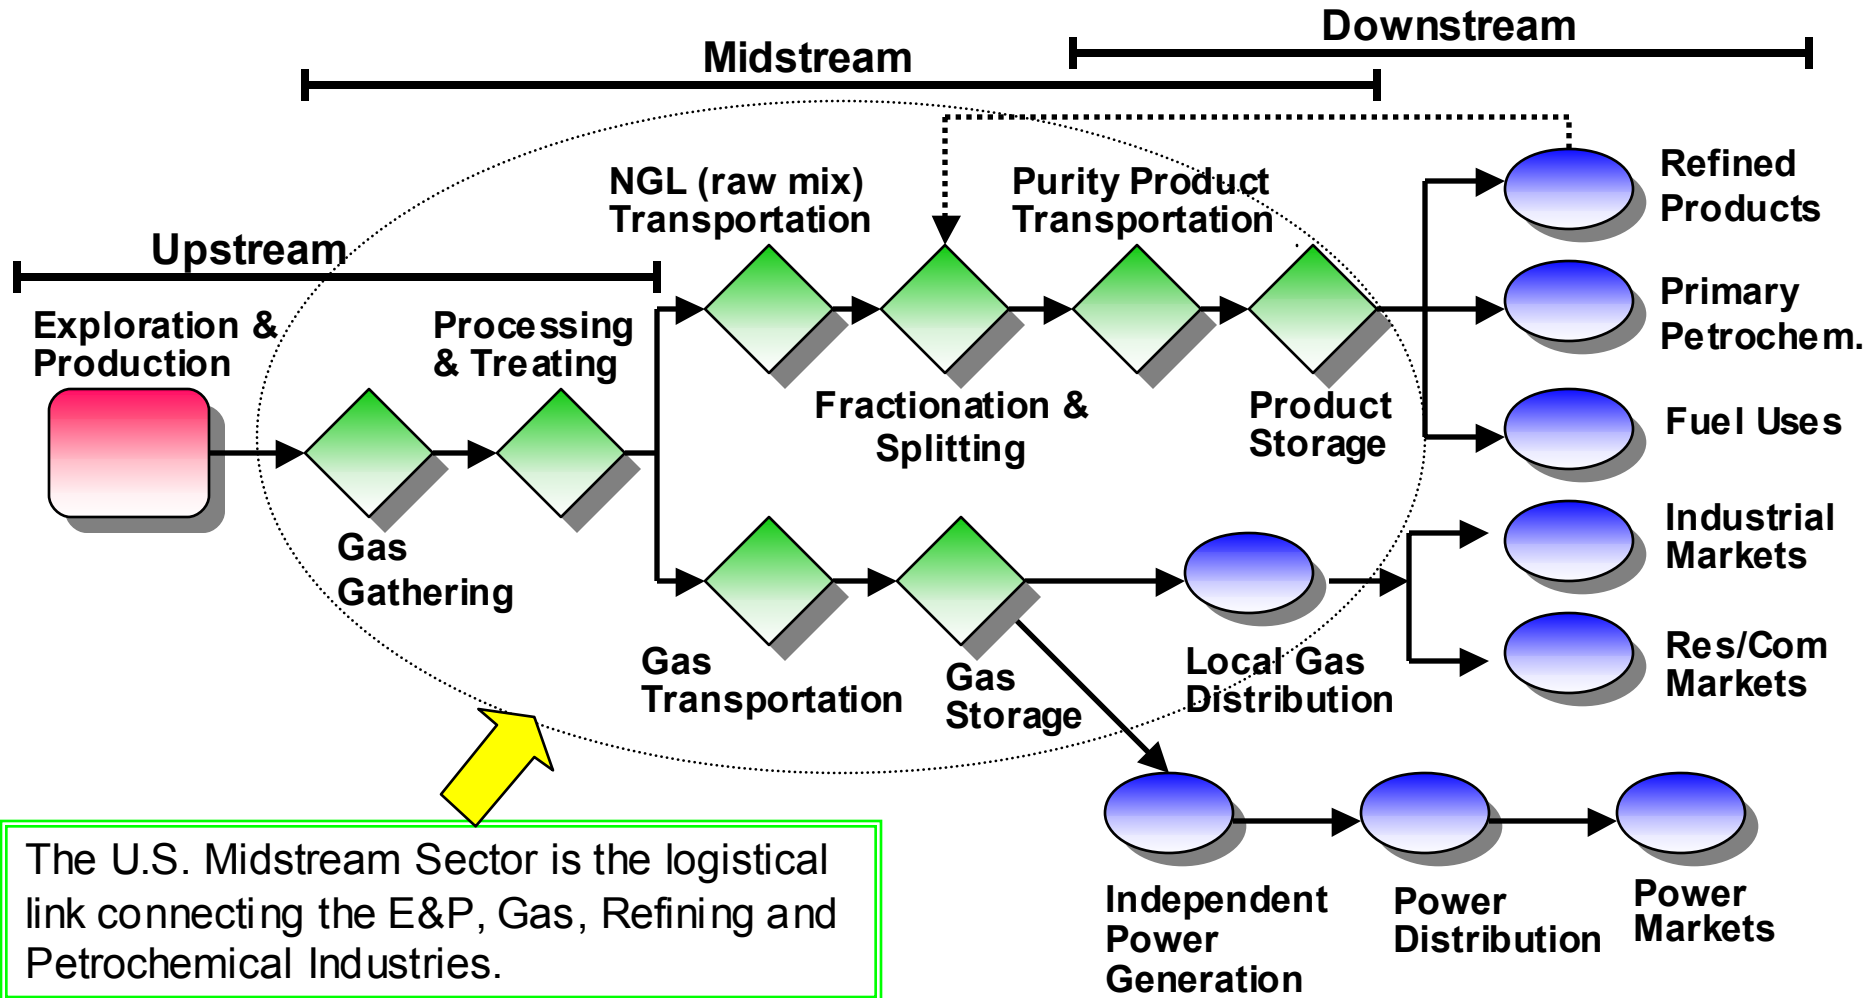 Downstream
Midstream
Upstream
NGL (raw mix)
Transportation
Purity Product
Transportation
Refined
Products
Exploration &
Production
Processing
& Treating
Primary
Petrochem.
Fractionation &
Splitting
Product
Storage
Fuel Uses
Gas
Gathering
Industrial
Markets
Gas
Transportation
Gas
Storage
Local Gas
Distribution
Res/Com
Markets
The U.S. Midstream Sector is the logistical
link connecting the E&P, Gas, Refining and
Petrochemical Industries.
Independent
Power
Generation
Power
Distribution
Power
Markets